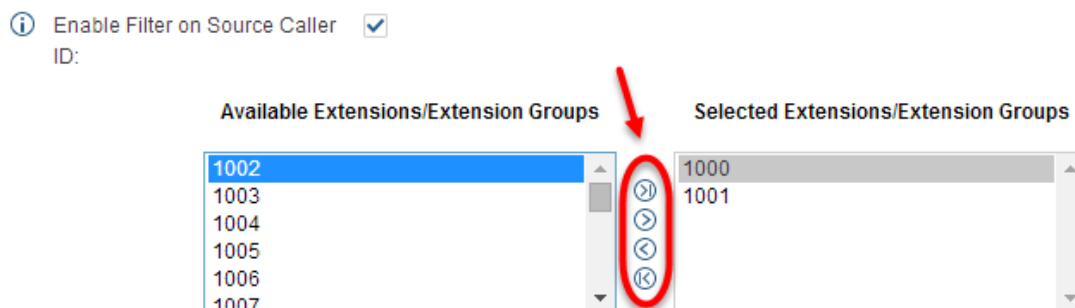 Enable Filter on Source Caller
ID:
Available Extensions/Extension Groups
Selected Extensions/Extension Groups
1002
1003
1004
1005
1006
1007
1000
1001